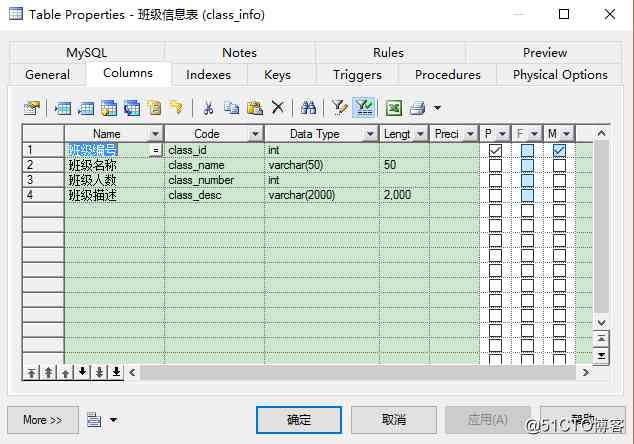 Table Properties - 班级信息表 (class_info)
MySQL Notes Rules Preview
General Columns Indexes Keys Triggers Procedures Physical Options
Name Code Data Type Lengt Preci P F M
1 班级编号 = class_id int
2 班级名称 class_name varchar(50) 50
3 班级人数 class_number int
4 班级描述 class_desc varchar(2000) 2,000
More >> 确定 取消 应用(A) 帮助
@51CTO博客